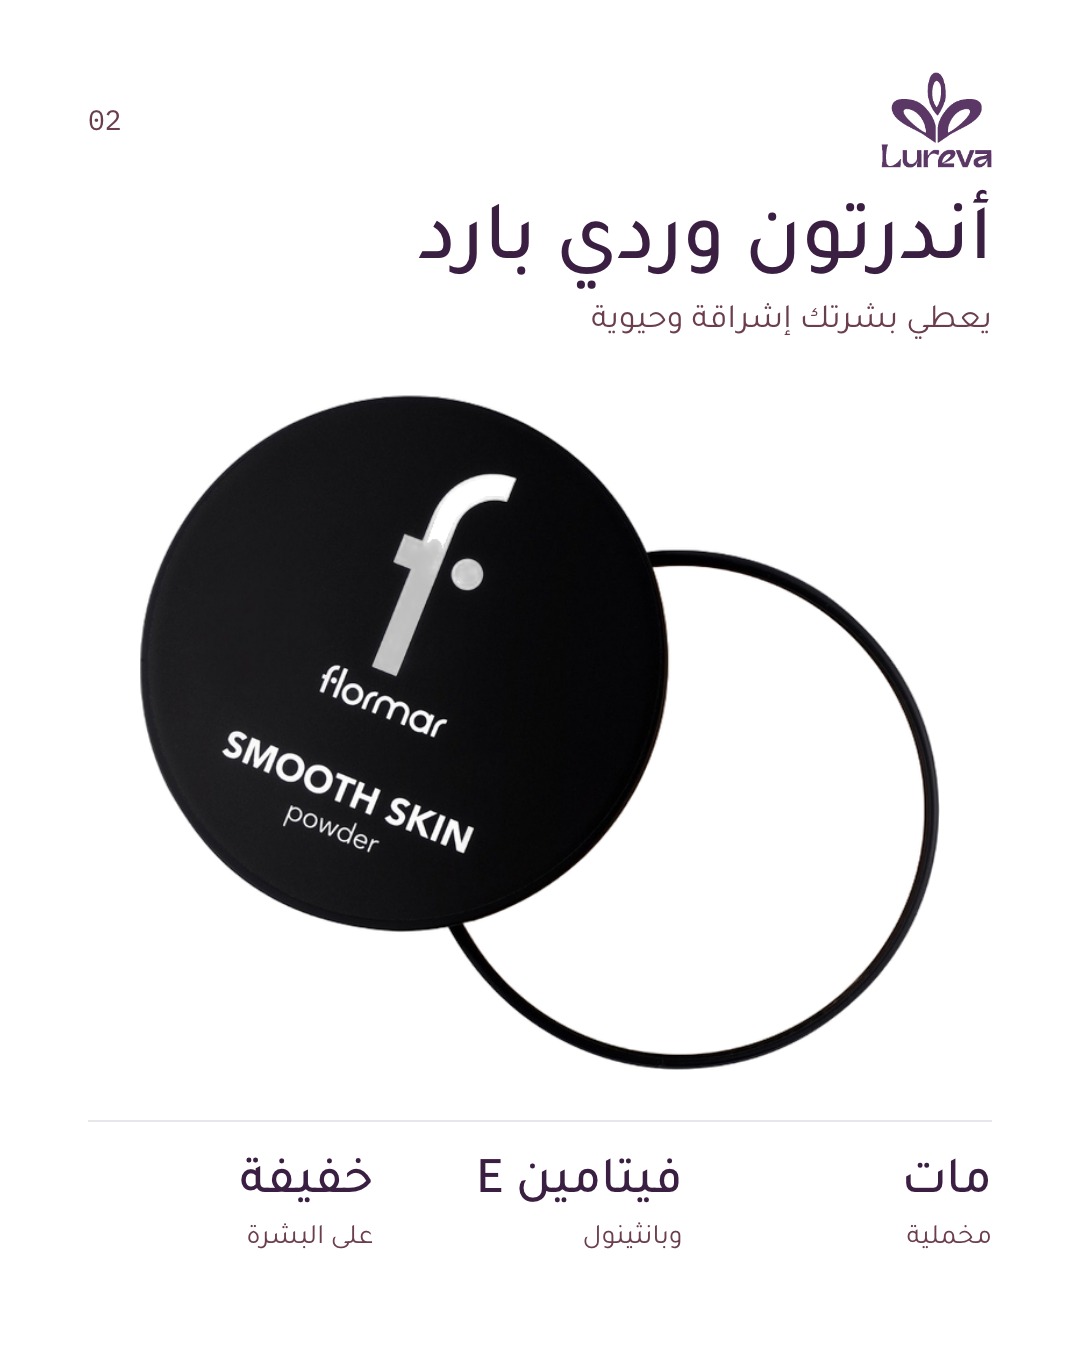 02
Lureva
أندرتون وردي بارد
يعطي بشرتك إشراقة وحيوية
f
flormar
SMOOTH SKIN
powder
مات
مخملية
فيتامين E
وبانثينول
خفيفة
على البشرة